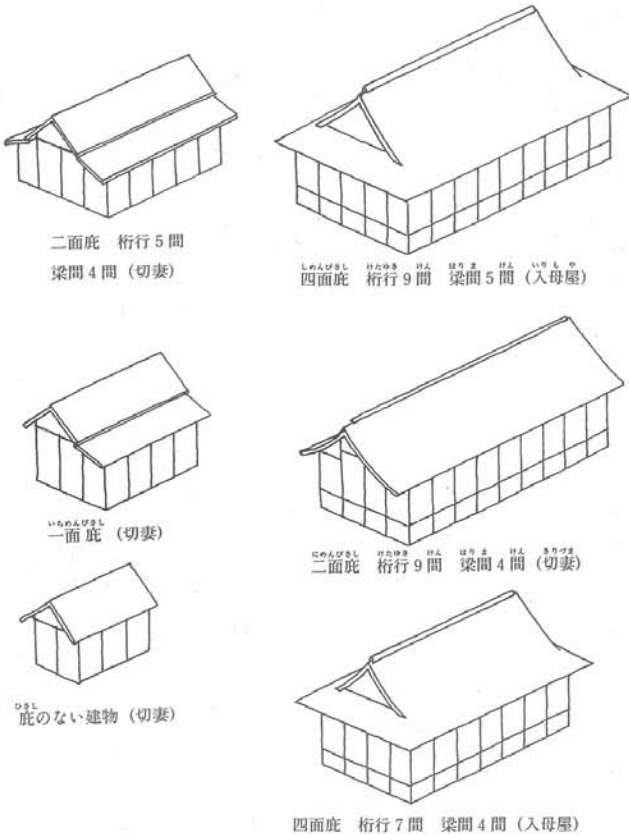 二面庇　桁行5間
梁間4間（切妻）
しめんびさし　けたゆき　けん　はりま　けん　いりもや
四面庇　桁行9間　梁間5間（入母屋）
いちめんびさし
一面庇（切妻）
にめんびさし　けたゆき　けん　はりま　けん　きりづま
二面庇　桁行9間　梁間4間（切妻）
ひさし
庇のない建物（切妻）
四面庇　桁行7間　梁間4間（入母屋）